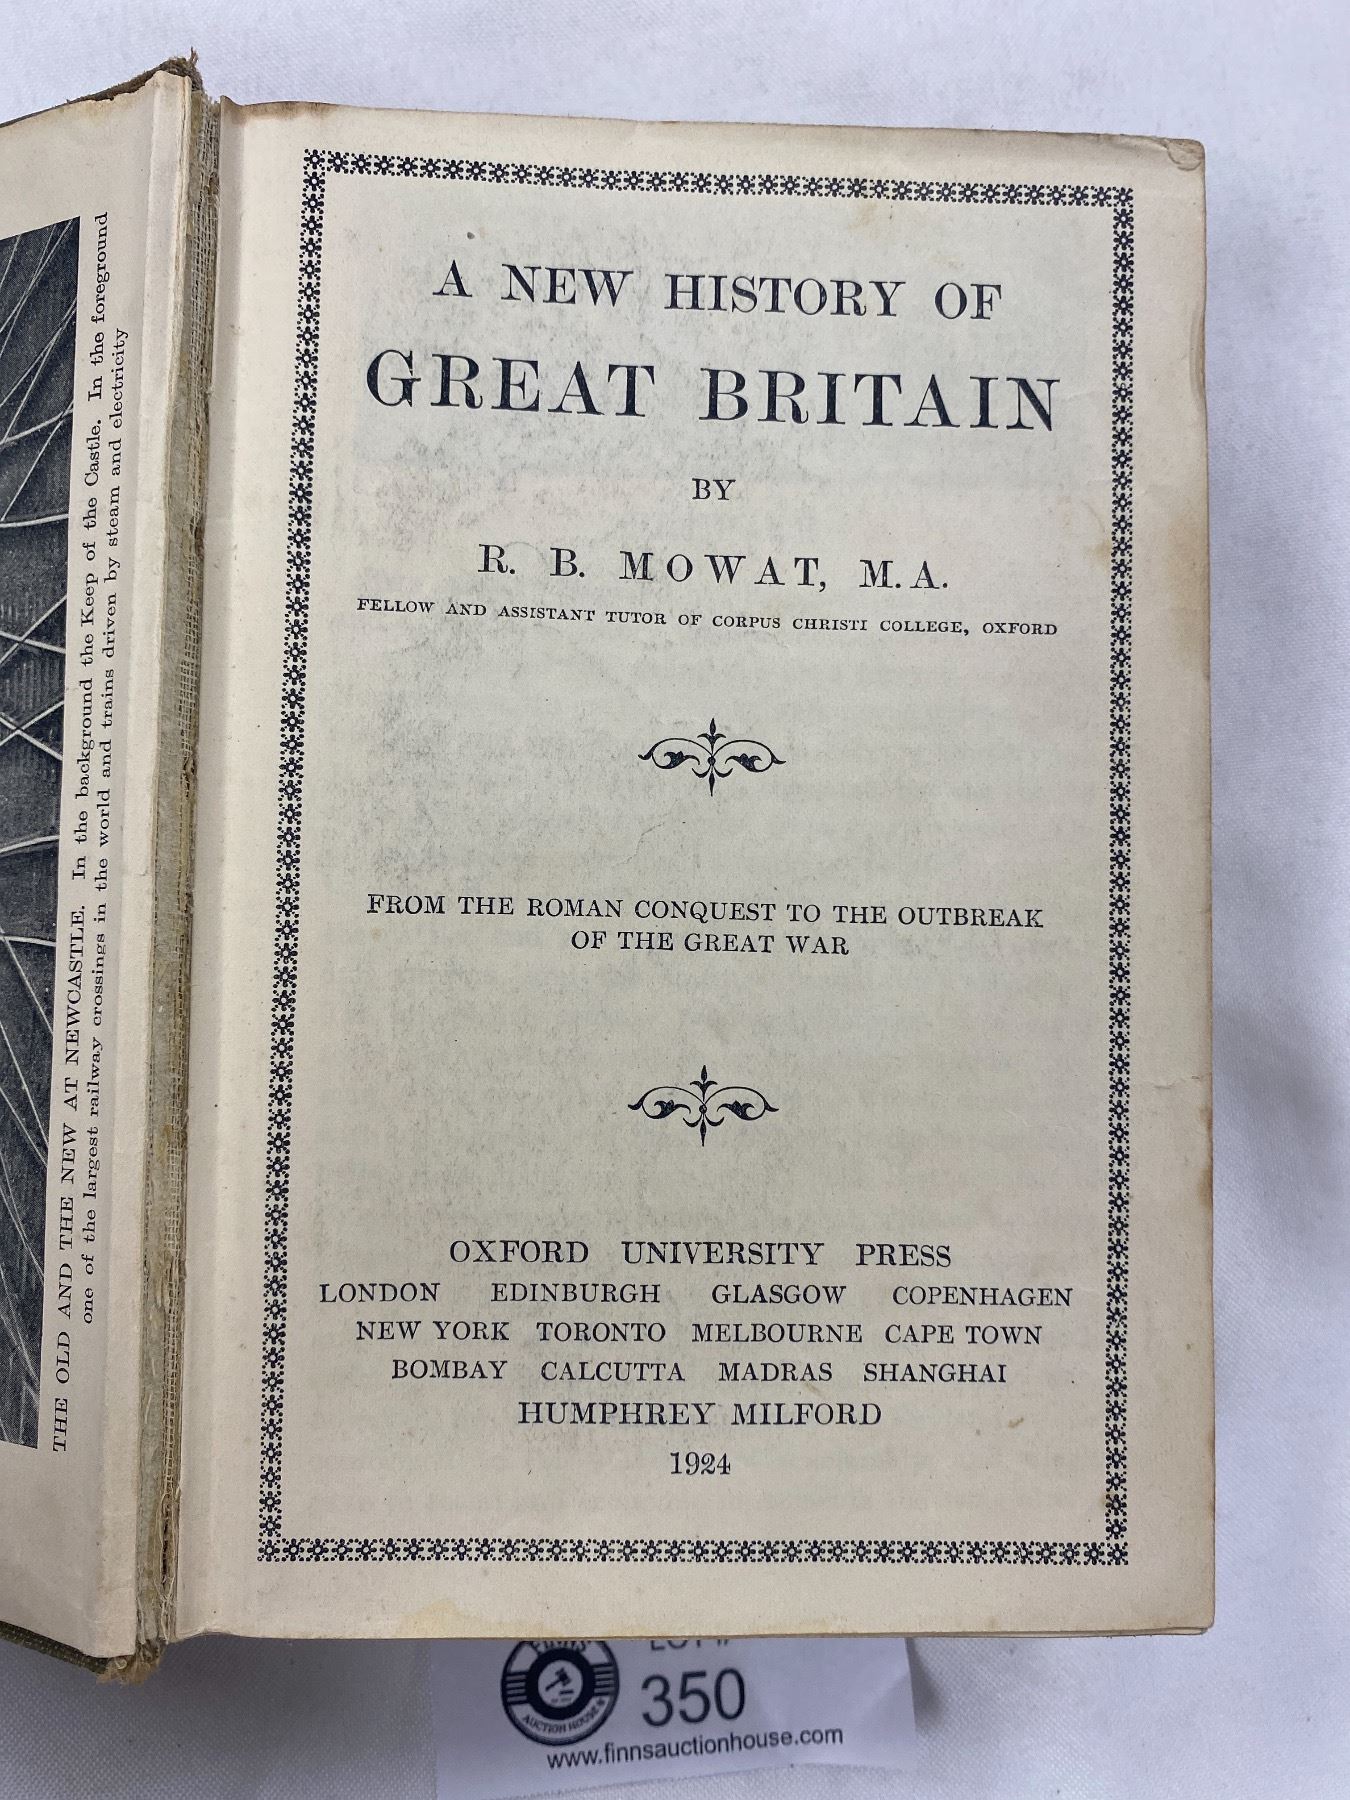 THE OLD AND THE NEW AT NEWCASTLE. In the background the Keep of the Castle. In the foreground
one of the largest railway crossings in the world and trains driven by steam and electricity
A NEW HISTORY OF
GREAT BRITAIN
BY
R. B. MOWAT, M.A.
FELLOW AND ASSISTANT TUTOR OF CORPUS CHRISTI COLLEGE, OXFORD
FROM THE ROMAN CONQUEST TO THE OUTBREAK
OF THE GREAT WAR
OXFORD UNIVERSITY PRESS
LONDON EDINBURGH GLASGOW COPENHAGEN
NEW YORK TORONTO MELBOURNE CAPE TOWN
BOMBAY CALCUTTA MADRAS SHANGHAI
HUMPHREY MILFORD
1924
LOT #
350
FINNS
AUCTION HOUSE
www.finnsauctionhouse.com